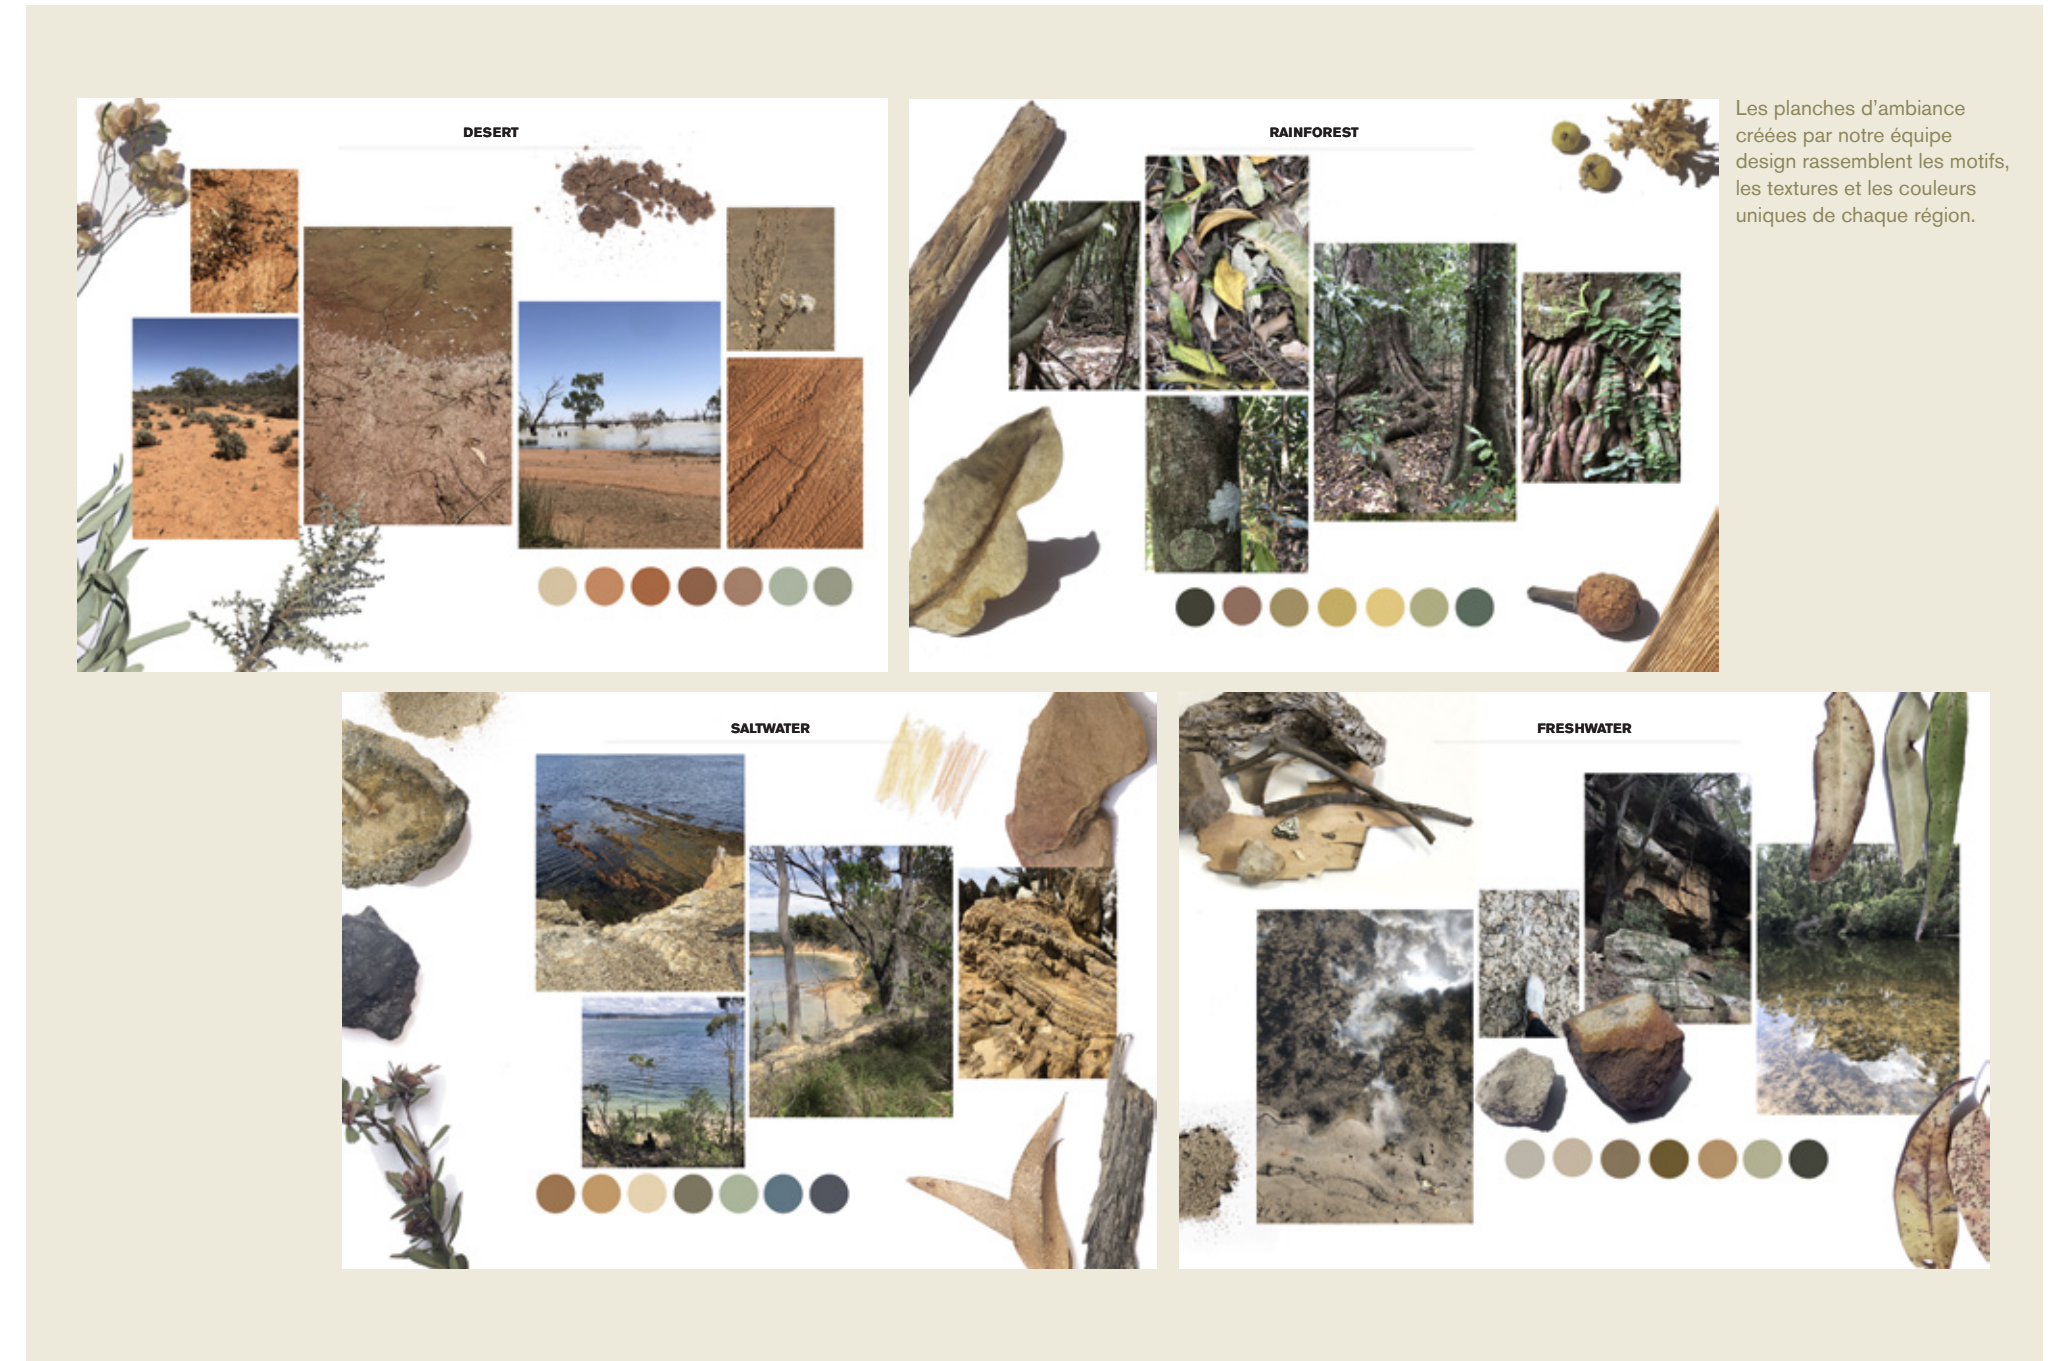 DESERT
RAINFOREST
Les planches d’ambiance
créées par notre équipe
design rassemblent les motifs,
les textures et les couleurs
uniques de chaque région.
SALTWATER
FRESHWATER